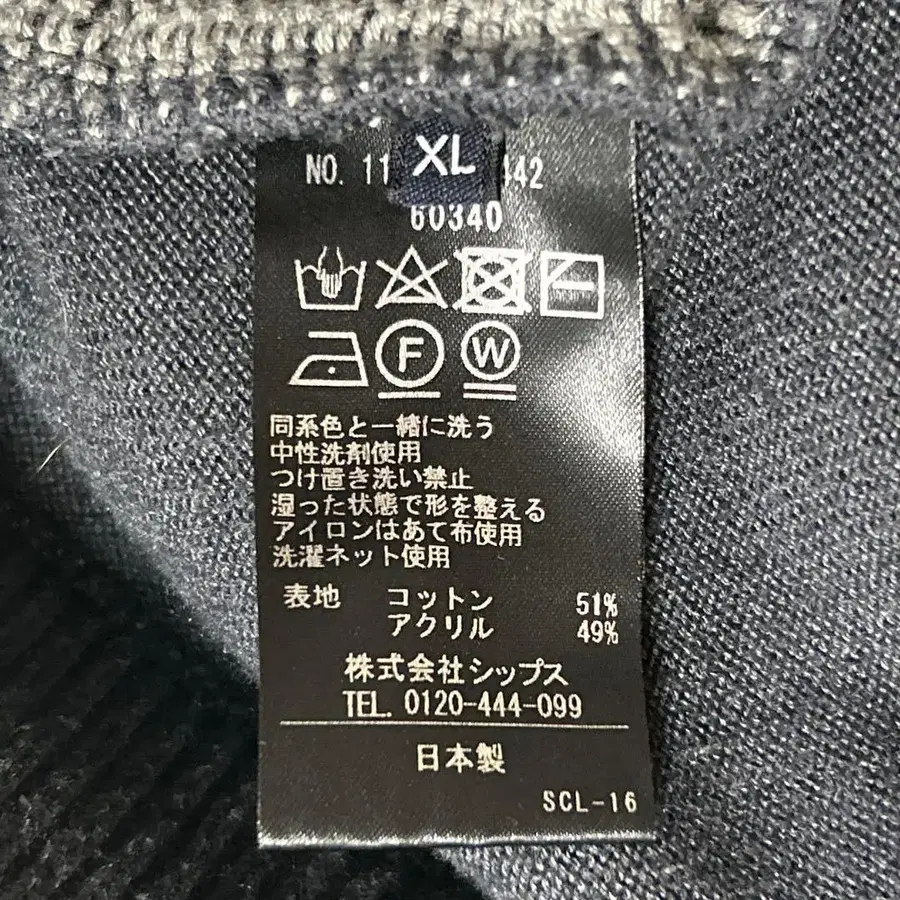 XL
NO. 11 442
60340
F W
同系色と一緒に洗う
中性洗剤使用
つけ置き洗い禁止
湿った状態で形を整える
アイロンはあて布使用
洗濯ネット使用
表地 コットン 51%
アクリル 49%
株式会社シップス
TEL. 0120-444-099
日本製
SCL-16